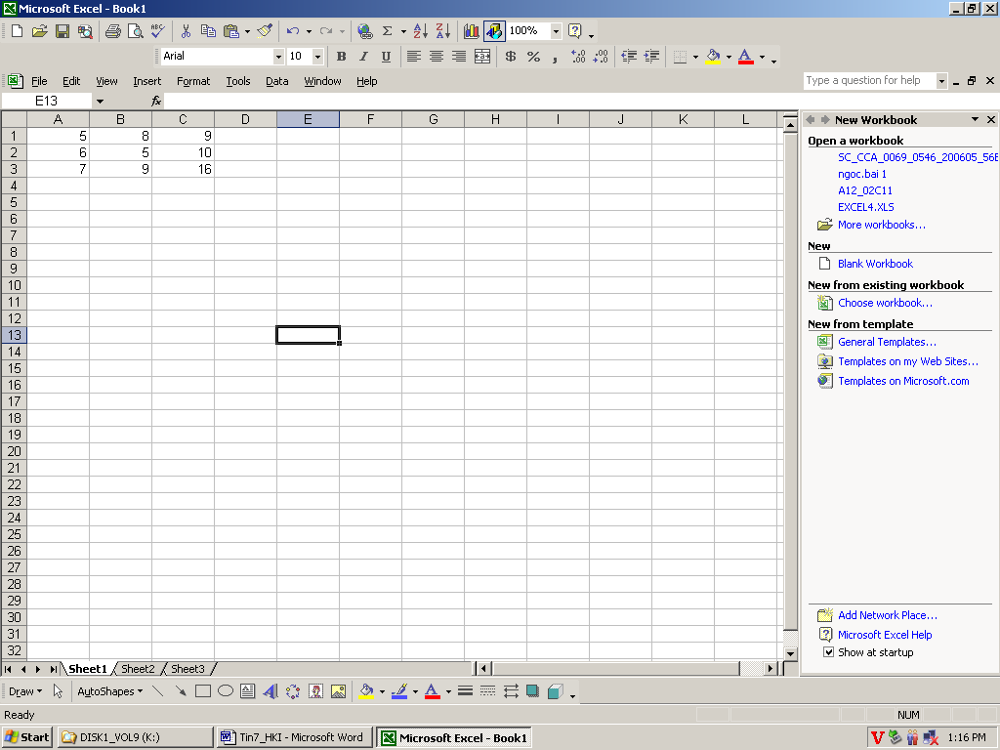 Microsoft Excel - Book1
100%
Arial 10 B I U $ % ,
File Edit View Insert Format Tools Data Window Help Type a question for help
E13 fx
A B C D E F G H I J K L
1 5 8 9
2 6 5 10
3 7 9 16
4
5
6
7
8
9
10
11
12
13
14
15
16
17
18
19
20
21
22
23
24
25
26
27
28
29
30
31
32
New Workbook
Open a workbook
SC_CCA_0069_0546_200605_56E
ngoc.bai 1
A12_02C11
EXCEL4.XLS
More workbooks...
New
Blank Workbook
New from existing workbook
Choose workbook...
New from template
General Templates...
Templates on my Web Sites...
Templates on Microsoft.com
Add Network Place...
Microsoft Excel Help
Show at startup
Sheet1 Sheet2 Sheet3
Draw AutoShapes
Ready NUM
Start DISK1_VOL9 (K:) Tin7_HKI - Microsoft Word Microsoft Excel - Book1 1:16 PM